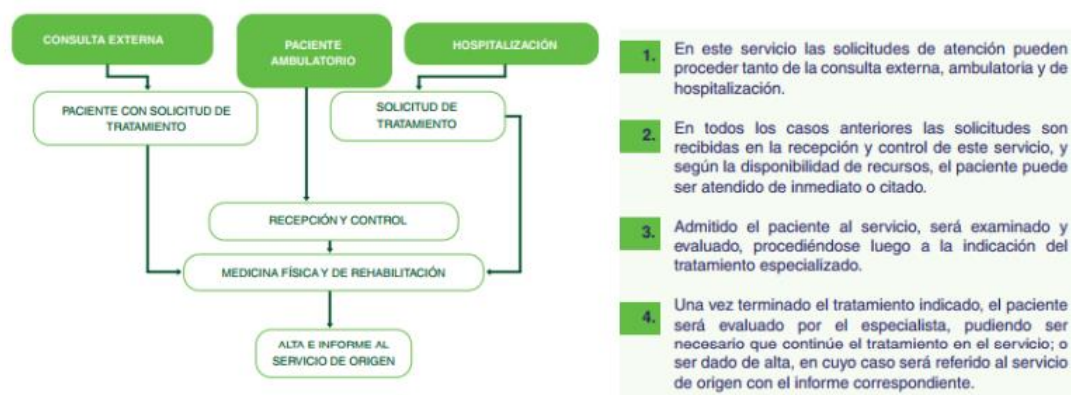 CONSULTA EXTERNA
PACIENTE
AMBULATORIO
HOSPITALIZACIÓN
PACIENTE CON SOLICITUD DE
TRATAMIENTO
SOLICITUD DE
TRATAMIENTO
RECEPCIÓN Y CONTROL
MEDICINA FÍSICA Y DE REHABILITACIÓN
ALTA E INFORME AL
SERVICIO DE ORIGEN
1. En este servicio las solicitudes de atención pueden
proceder tanto de la consulta externa, ambulatoria y de
hospitalización.
2. En todos los casos anteriores las solicitudes son
recibidas en la recepción y control de este servicio, y
según la disponibilidad de recursos, el paciente puede
ser atendido de inmediato o citado.
3. Admitido el paciente al servicio, será examinado y
evaluado, procediéndose luego a la indicación del
tratamiento especializado.
4. Una vez terminado el tratamiento indicado, el paciente
será evaluado por el especialista, pudiendo ser
necesario que continúe el tratamiento en el servicio; o
ser dado de alta, en cuyo caso será referido al servicio
de origen con el informe correspondiente.